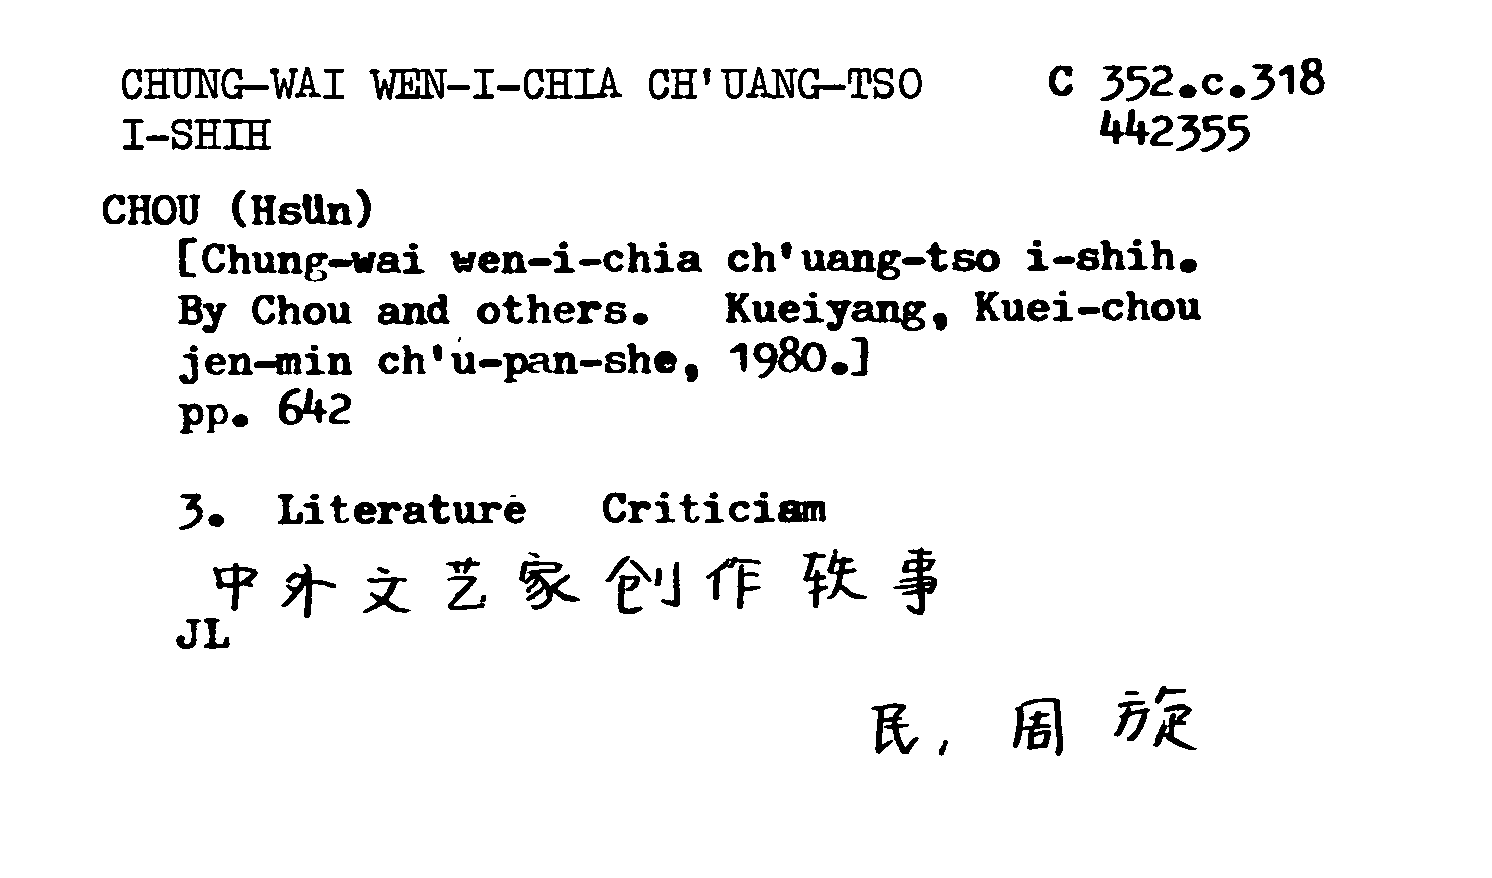 CHUNG-WAI WEN-I-CHIA CH'UANG-TSO C 352.c.318
I-SHIH 442355
CHOU (Hsün)
[Chung-wai wen-i-chia ch'uang-tso i-shih.
By Chou and others. Kueiyang, Kuei-chou
jen-min ch'u-pan-she, 1980.]
pp. 642
3. Literature Criticism
中外文艺家创作轶事
JL
民, 周旋